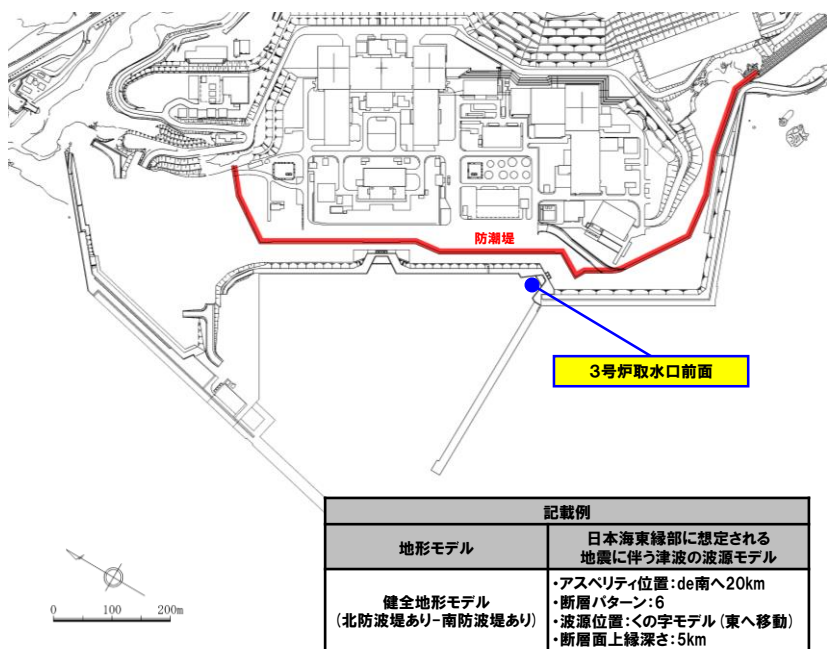 防潮堤
3号炉取水口前面
0 100 200m
記載例
地形モデル
日本海東縁部に想定される
地震に伴う津波の波源モデル
健全地形モデル
(北防波堤あり-南防波堤あり)
・アスペリティ位置:de南へ20km
・断層パターン:6
・波源位置:くの字モデル(東へ移動)
・断層面上縁深さ:5km